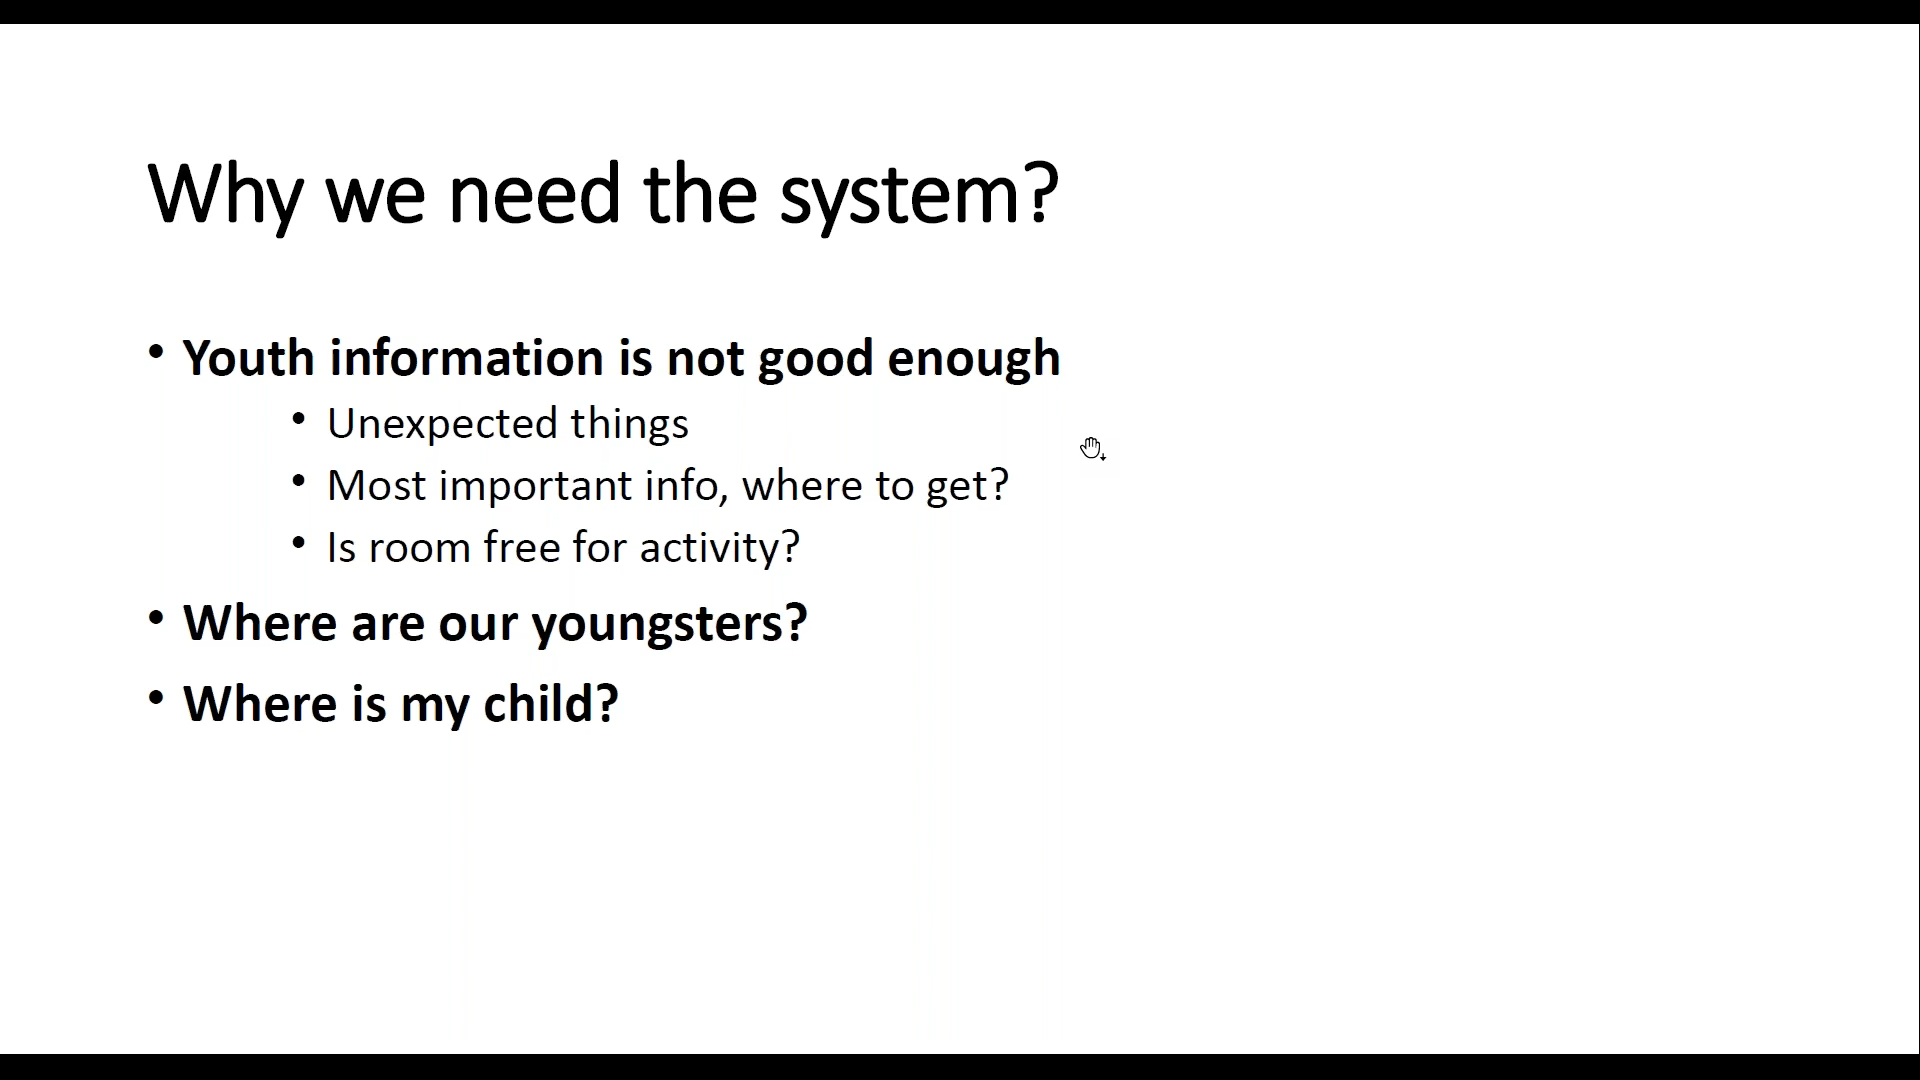 Why we need the system?
• Youth information is not good enough
• Unexpected things
• Most important info, where to get?
• Is room free for activity?
• Where are our youngsters?
• Where is my child?